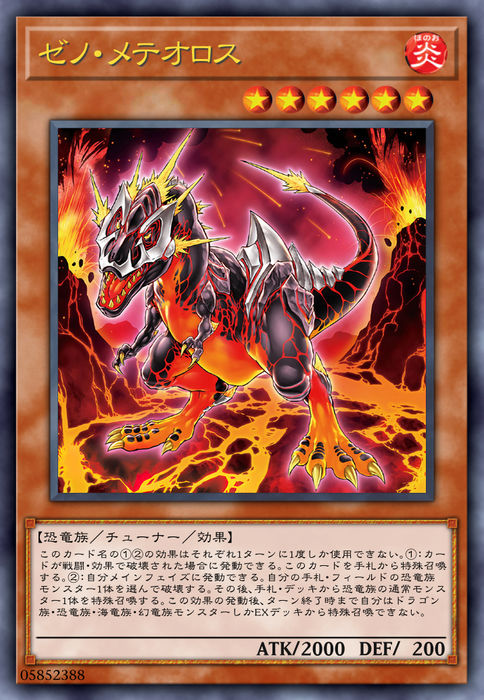 ゼノ・メテオロス
ほのお
炎
【恐竜族/チューナー/効果】
このカード名の①②の効果はそれぞれ1ターンに1度しか使用できない。①:カー
ドが戦闘・効果で破壊された場合に発動できる。このカードを手札から特殊召喚
する。②:自分メインフェイズに発動できる。自分の手札・フィールドの恐竜族
モンスター1体を選んで破壊する。その後、手札・デッキから恐竜族の通常モンス
ター1体を特殊召喚する。この効果の発動後、ターン終了時まで自分はドラゴン
族・恐竜族・海竜族・幻竜族モンスターしかEXデッキから特殊召喚できない。
ATK/2000 DEF/ 200
05852388